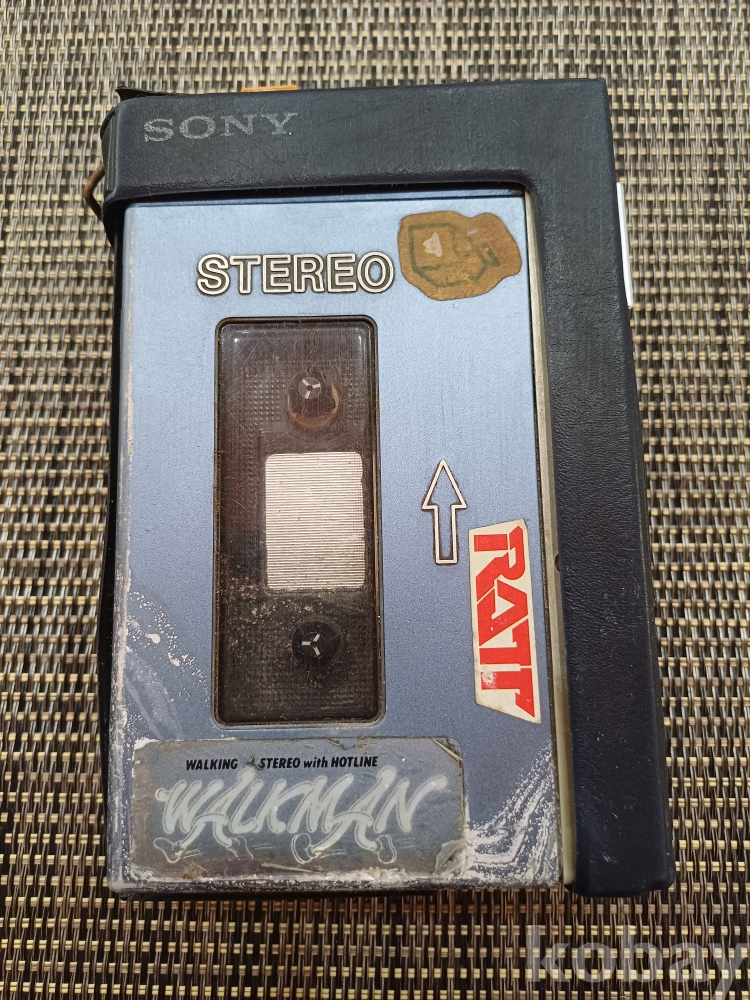 SONY
STEREO
RATT
WALKING STEREO with HOTLINE
WALKMAN
kobay